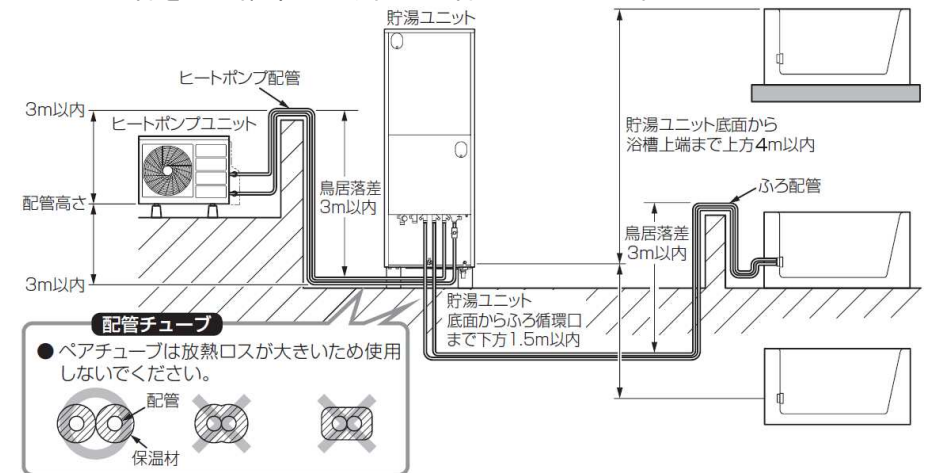 貯湯ユニット
ヒートポンプ配管
3m以内
ヒートポンプユニット
配管高さ
3m以内
鳥居落差
3m以内
貯湯ユニット底面から
浴槽上端まで上方4m以内
ふろ配管
鳥居落差
3m以内
貯湯ユニット
底面からふろ循環口
まで下方1.5m以内
配管チューブ
●ペアチューブは放熱ロスが大きいため使用
しないでください。
配管
保温材